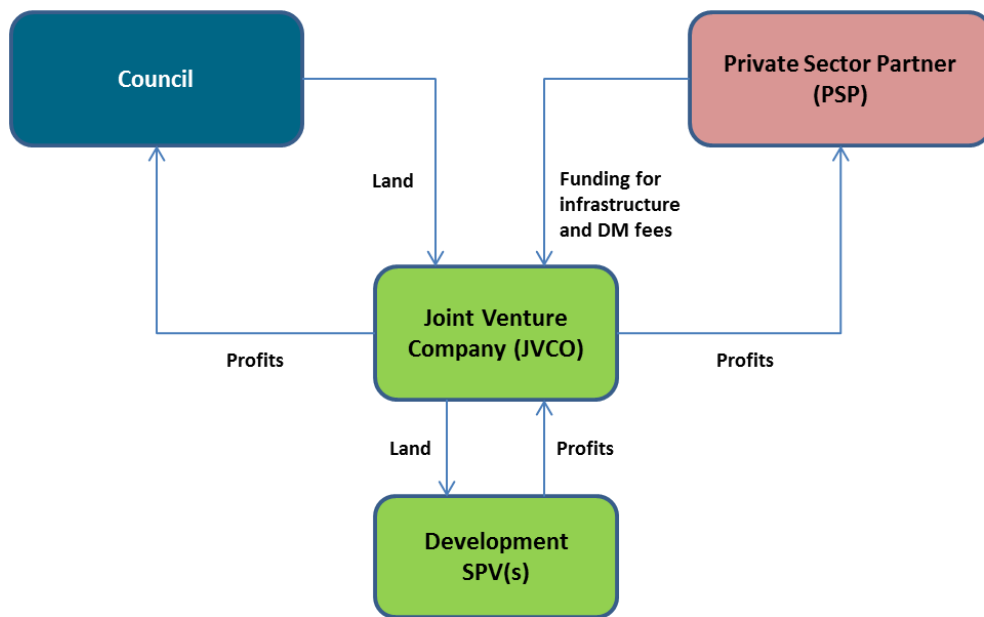 Council
Private Sector Partner
(PSP)
Land
Funding for
infrastructure
and DM fees
Joint Venture
Company (JVCO)
Profits
Profits
Land
Profits
Development
SPV(s)